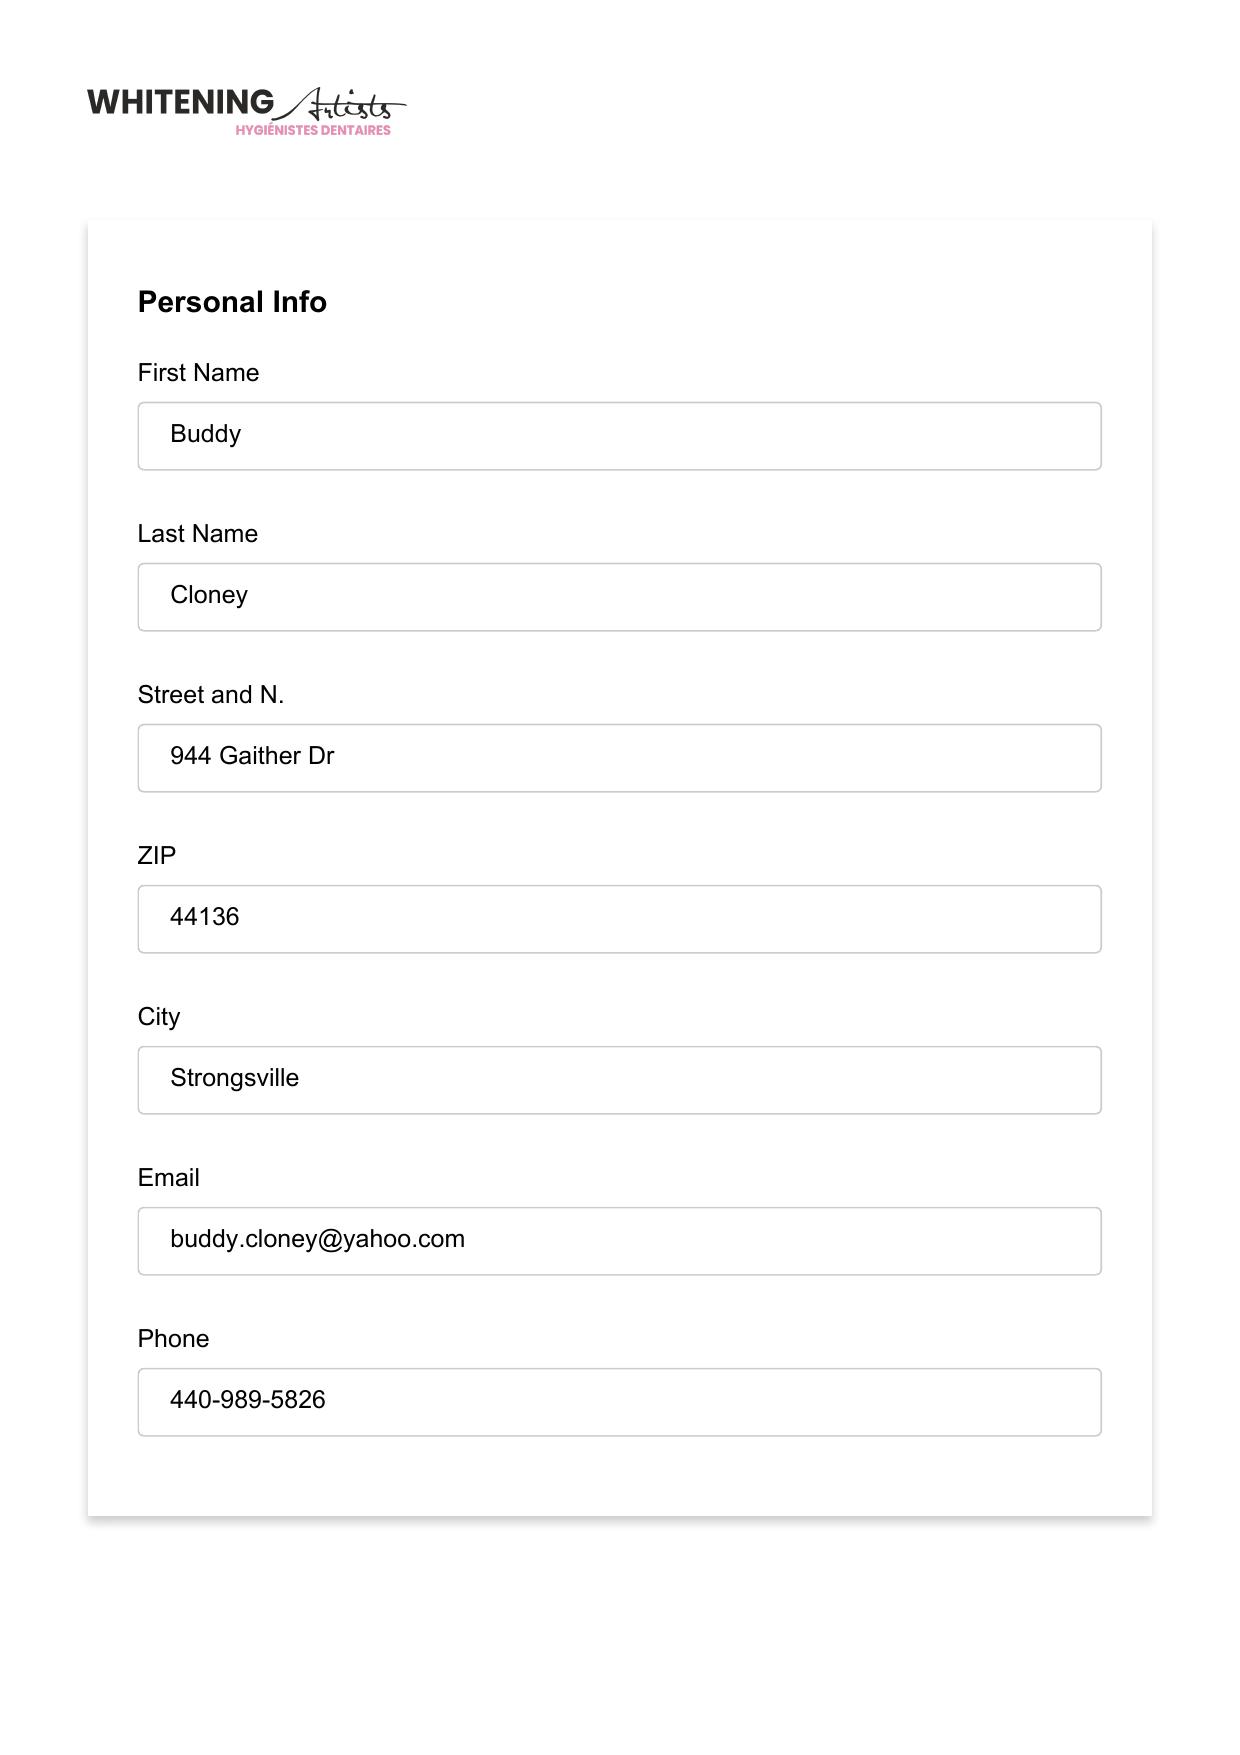 WHITENING Artists
HYGIÉNISTES DENTAIRES
Personal Info
First Name
Buddy
Last Name
Cloney
Street and N.
944 Gaither Dr
ZIP
44136
City
Strongsville
Email
buddy.cloney@yahoo.com
Phone
440-989-5826